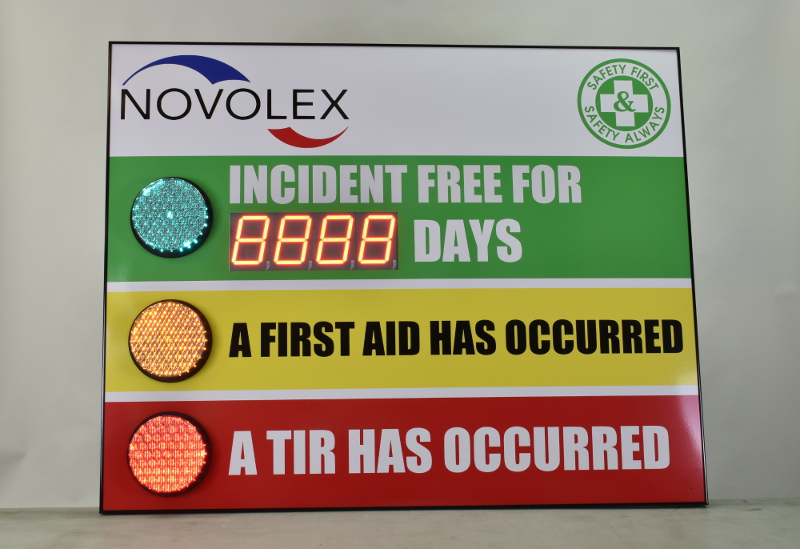 NOVOLEX
SAFETY FIRST
&
SAFETY ALWAYS
INCIDENT FREE FOR
8888 DAYS
A FIRST AID HAS OCCURRED
A TIR HAS OCCURRED